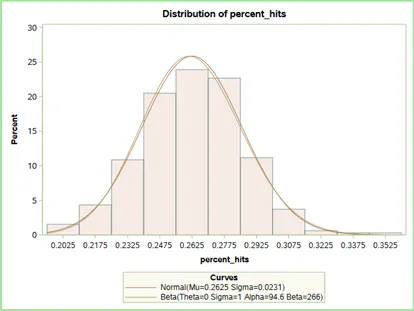 Distribution of percent_hits
30
25
20
15
10
5
0
Percent
0.2025 0.2175 0.2325 0.2475 0.2625 0.2775 0.2925 0.3075 0.3225 0.3375 0.3525
percent_hits
Curves
Normal(Mu=0.2625 Sigma=0.0231)
Beta(Theta=0 Sigma=1 Alpha=94.6 Beta=266)